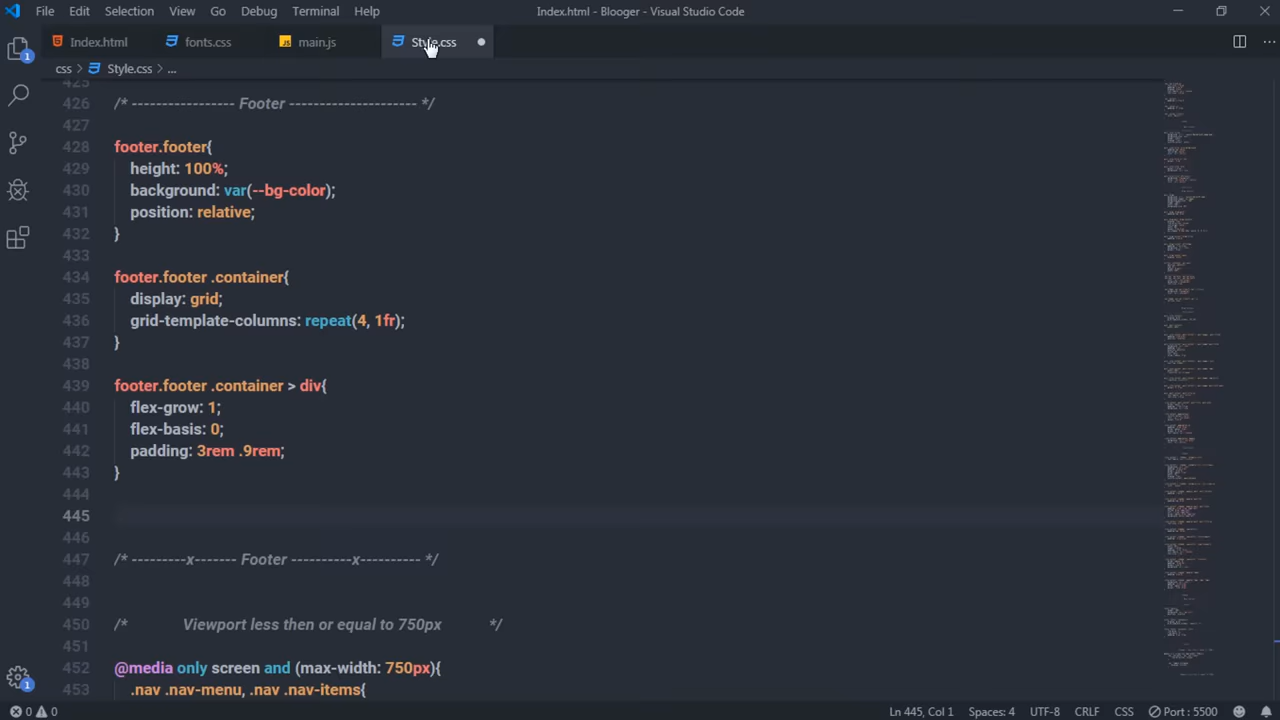 File Edit Selection View Go Debug Terminal Help Index.html - Blooger - Visual Studio Code
Index.html fonts.css main.js Style.css
css > Style.css > ...
425
426 /* ----------------- Footer --------------------- */
427
428 footer.footer{
429 height: 100%;
430 background: var(--bg-color);
431 position: relative;
432 }
433
434 footer.footer .container{
435 display: grid;
436 grid-template-columns: repeat(4, 1fr);
437 }
438
439 footer.footer .container > div{
440 flex-grow: 1;
441 flex-basis: 0;
442 padding: 3rem .9rem;
443 }
444
445
446
447 /* ---------x------- Footer ----------x---------- */
448
449
450 /* Viewport less then or equal to 750px */
451
452 @media only screen and (max-width: 750px){
453 .nav .nav-menu, .nav .nav-items{
1
1
0 0 Ln 445, Col 1 Spaces: 4 UTF-8 CRLF CSS Port : 5500